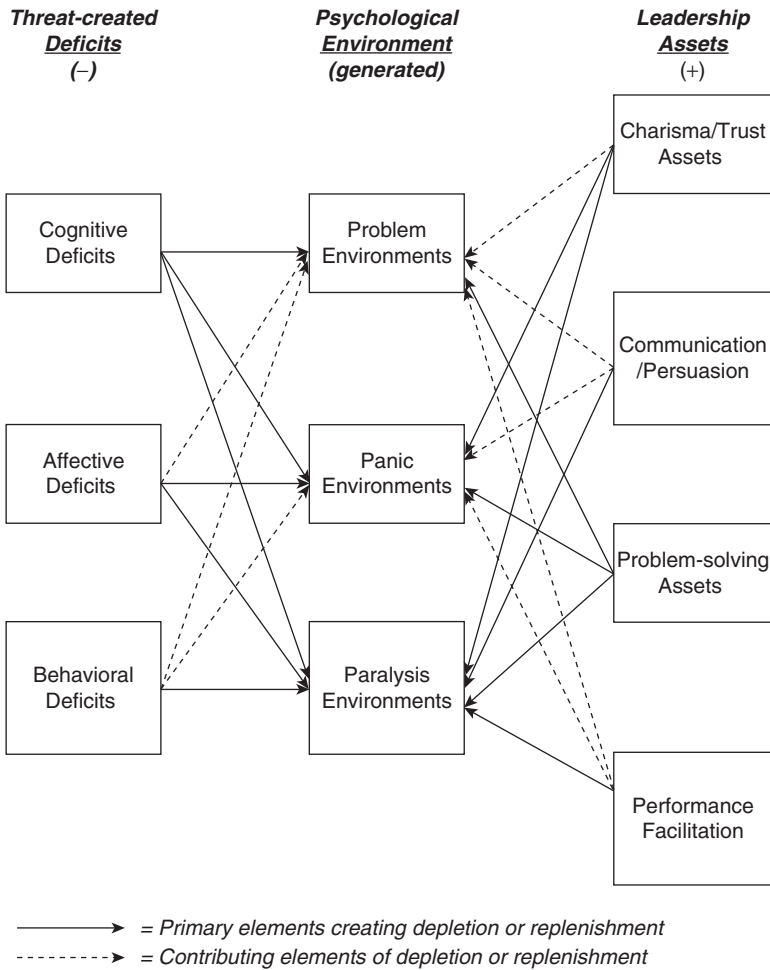 Threat-created
Deficits
(–)
Psychological
Environment
(generated)
Leadership
Assets
(+)
Cognitive
Deficits
Affective
Deficits
Behavioral
Deficits
Problem
Environments
Panic
Environments
Paralysis
Environments
Charisma/Trust
Assets
Communication
/Persuasion
Problem-solving
Assets
Performance
Facilitation
= Primary elements creating depletion or replenishment
= Contributing elements of depletion or replenishment